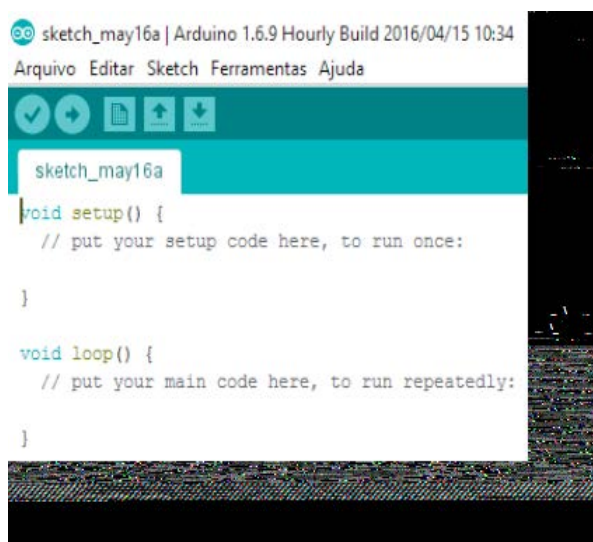 sketch_may16a | Arduino 1.6.9 Hourly Build 2016/04/15 10:34
Arquivo Editar Sketch Ferramentas Ajuda
sketch_may16a
void setup() {
// put your setup code here, to run once:
}
void loop() {
// put your main code here, to run repeatedly:
}